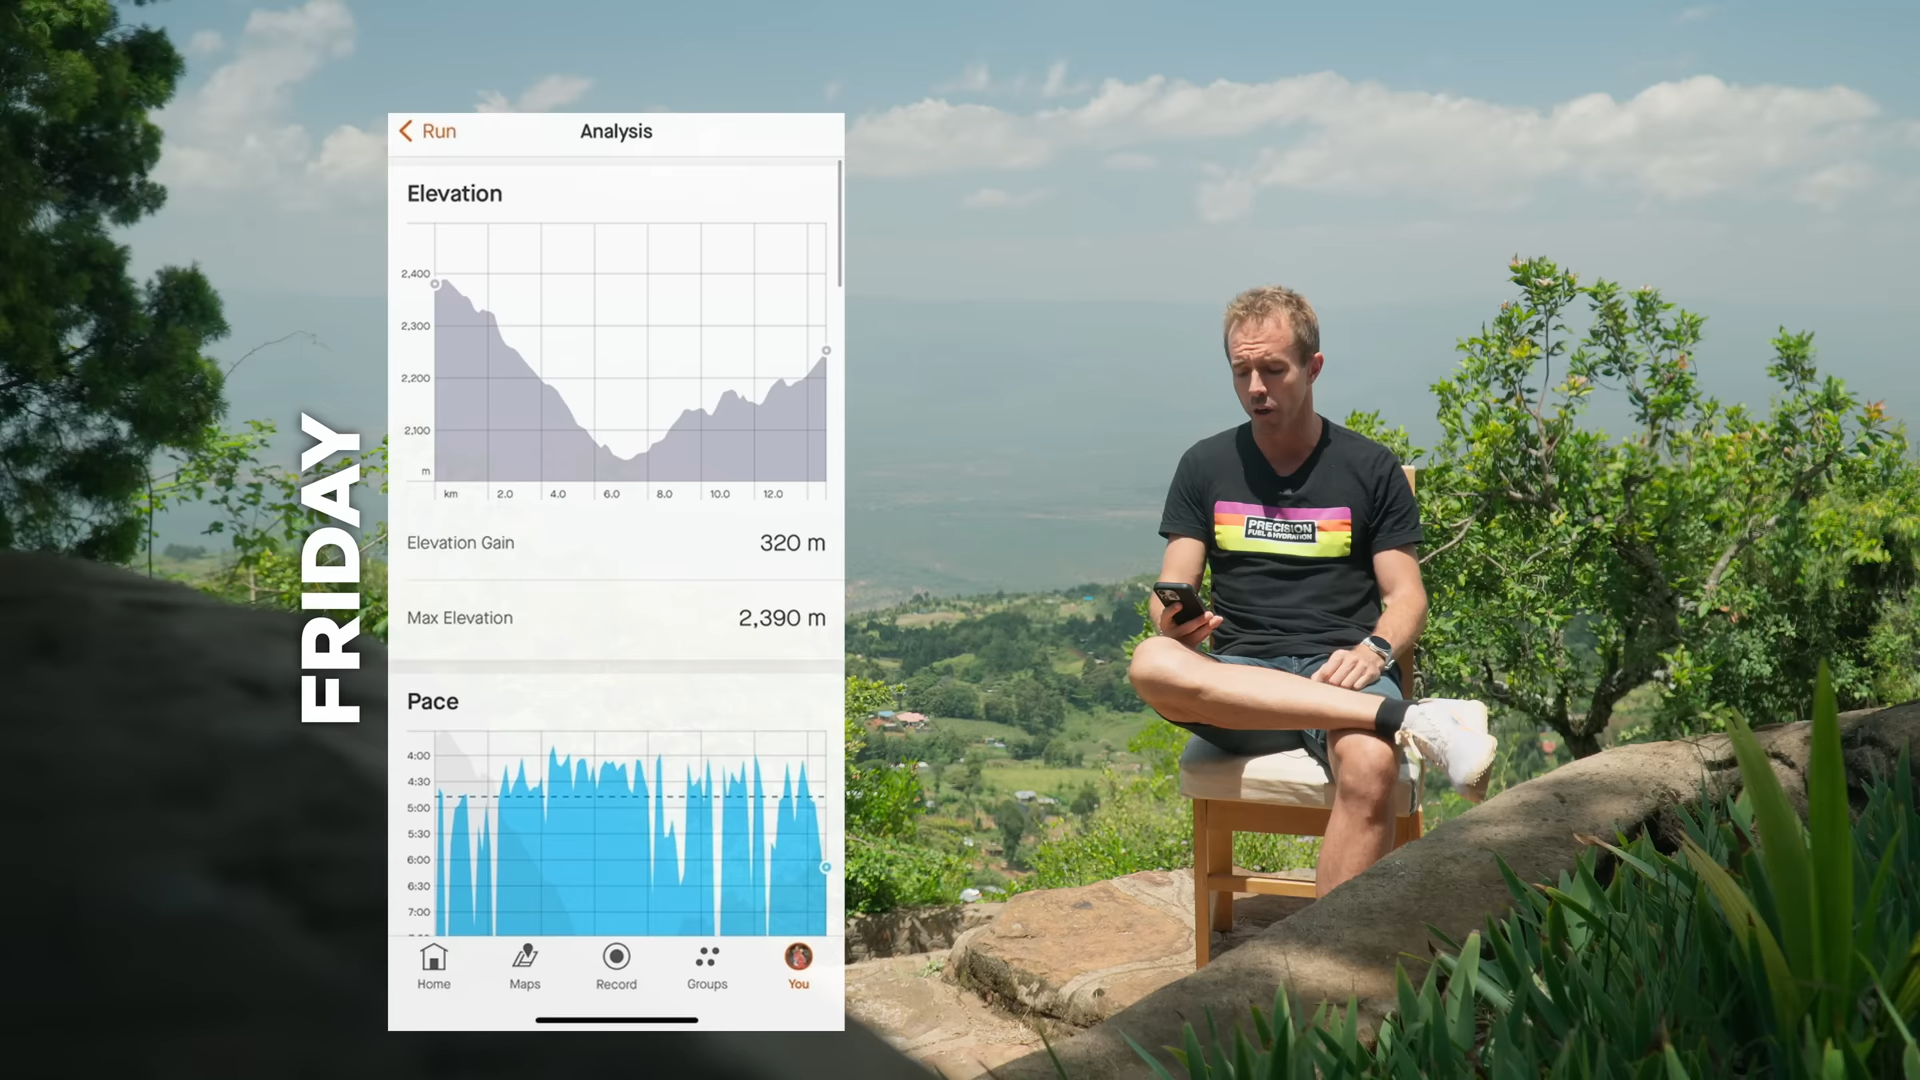 FRIDAY
Run
Analysis
Elevation
2,400
2,300
2,200
2,100
m
km 2.0 4.0 6.0 8.0 10.0 12.0
Elevation Gain 320 m
Max Elevation 2,390 m
Pace
4:00
4:30
5:00
5:30
6:00
6:30
7:00
Home Maps Record Groups You
PRECISION
FUEL & HYDRATION